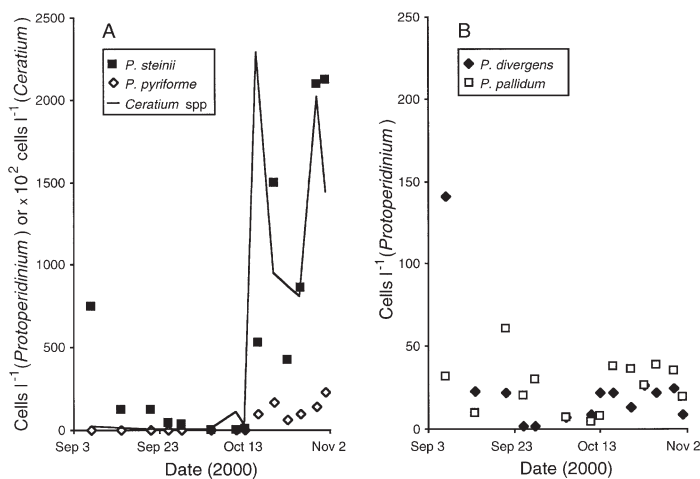 A
P. steinii
P. pyriforme
Ceratium spp
Cells l⁻¹ (Protoperidinium) or x10² cells l⁻¹ (Ceratium)
2500
2000
1500
1000
500
0
Sep 3
Sep 23
Oct 13
Nov 2
Date (2000)
B
P. divergens
P. pallidum
Cells l⁻¹ (Protoperidinium)
250
200
150
100
50
0
Sep 3
Sep 23
Oct 13
Nov 2
Date (2000)